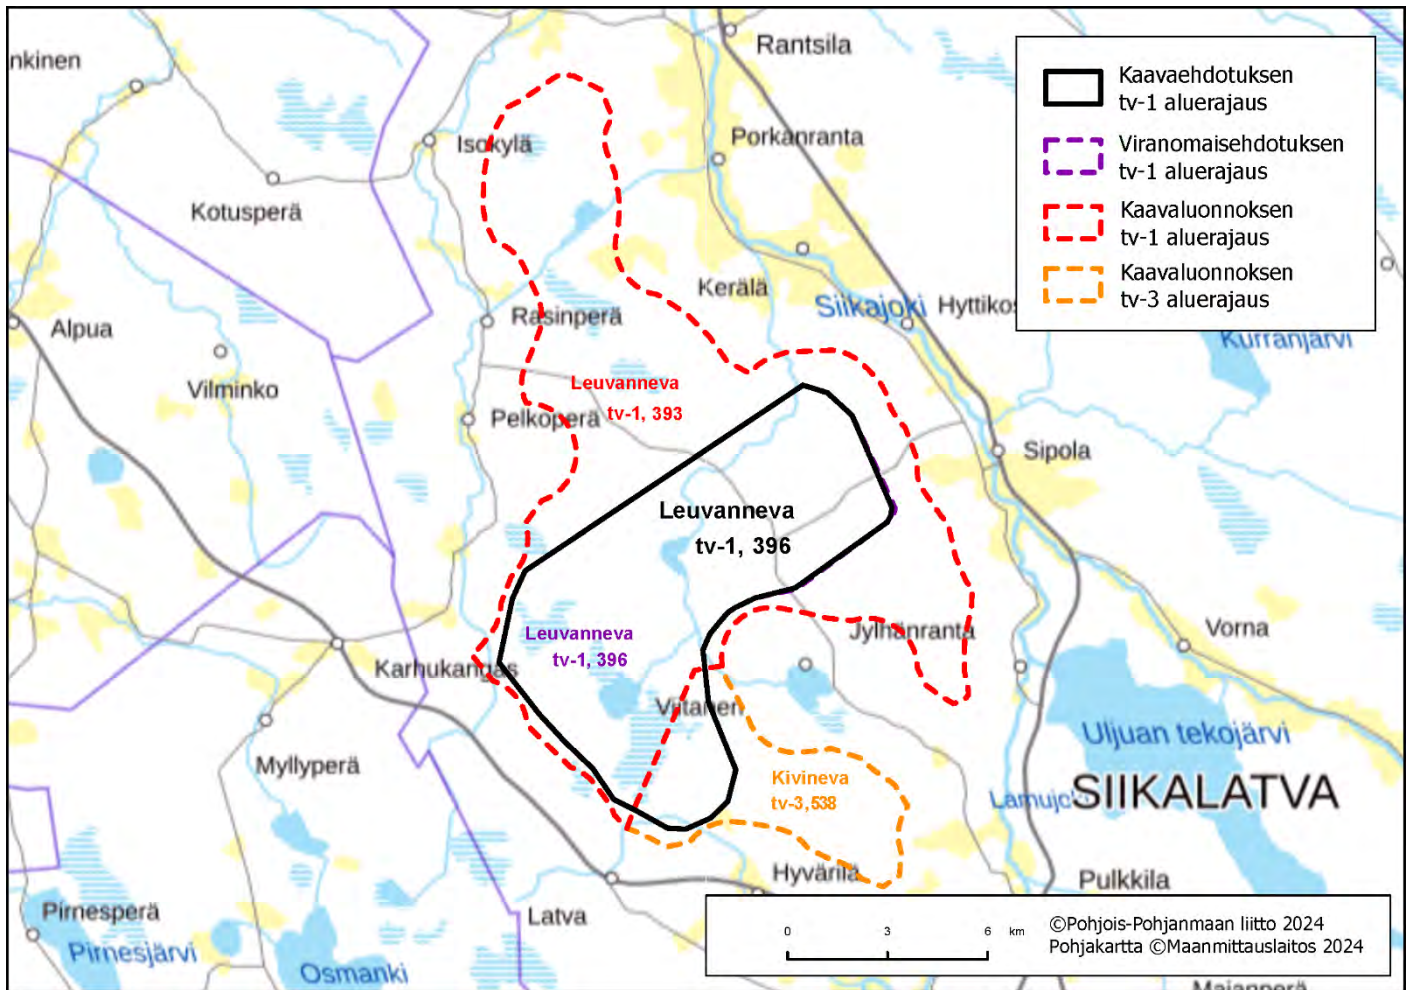 Rantsila
nkinen
Kaavaehdotuksen
tv-1 aluerajaus
Porkanranta
Isokylä
Viranomaisehdotuksen
tv-1 aluerajaus
Kotusperä
Kaavaluonnoksen
tv-1 aluerajaus
Kaavaluonnoksen
tv-3 aluerajaus
Kerälä
Siikajoki
Hyttikos
Rasinperä
Alpua
Kurranjärvi
Vilminko
Leuvanneva
tv-1, 393
Pelkoperä
Sipola
Leuvanneva
tv-1, 396
Leuvanneva
tv-1, 396
Jylhänranta
Vorna
Karhukangas
Viitanen
Uljuan tekojärvi
Myllyperä
Kivineva
tv-3,538
Lamujo
SIIKALATVA
Hyvärilä
Pulkkila
Pirnesperä
Latva
Pirnesjärvi
Osmanki
0 3 6 km
©Pohjois-Pohjanmaan liitto 2024
Pohjakartta ©Maanmittauslaitos 2024